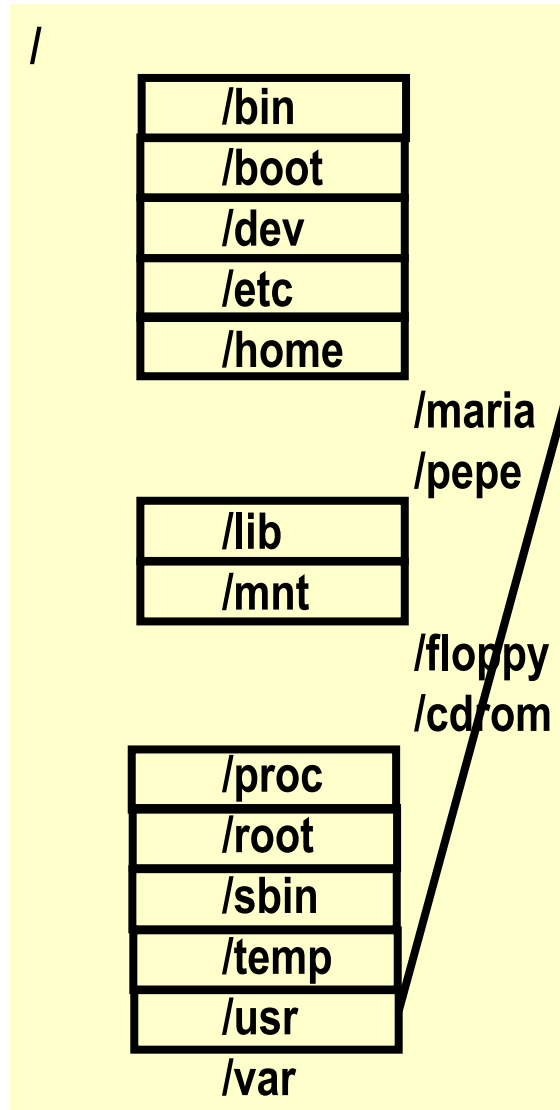 /
/bin
/boot
/dev
/etc
/home
/maria
/pepe
/lib
/mnt
/floppy
/cdrom
/proc
/root
/sbin
/temp
/usr
/var